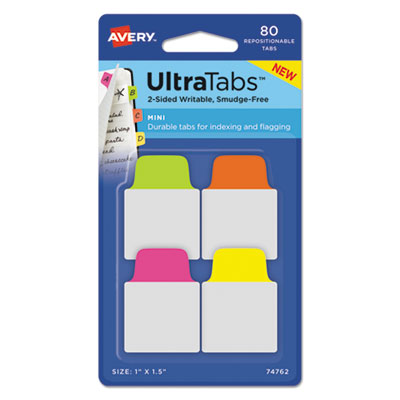 AVERY
80
REPOSITIONABLE
TABS
UltraTabs™
NEW
2-Sided Writable, Smudge-Free
MINI
Durable tabs for indexing and flagging
A
B
C
D
SIZE: 1" X 1.5"
74762